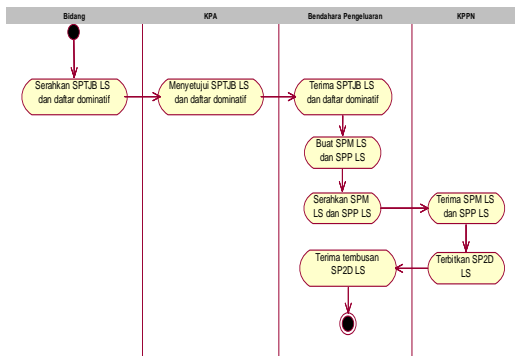 Bidang
KPA
Bendahara Pengeluaran
KPPN
Serahkan SPTJB LS
dan daftar dominatif
Menyetujui SPTJB LS
dan daftar dominatif
Terima SPTJB LS
dan daftar dominatif
Buat SPM LS
dan SPP LS
Serahkan SPM
LS dan SPP LS
Terima SPM LS
dan SPP LS
Terbitkan SP2D
LS
Terima tembusan
SP2D LS